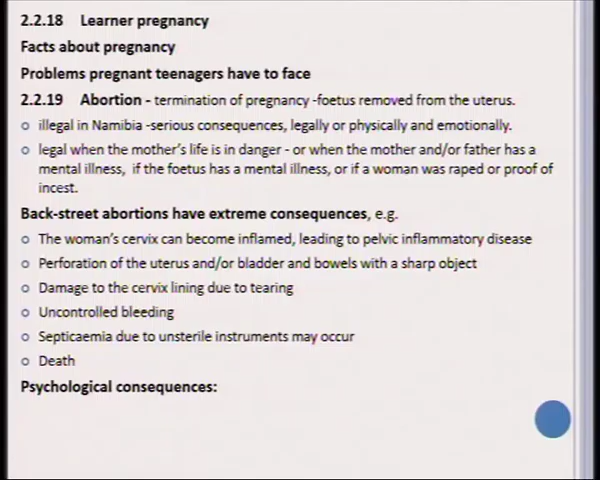 2.2.18 Learner pregnancy
Facts about pregnancy
Problems pregnant teenagers have to face
2.2.19 Abortion - termination of pregnancy -foetus removed from the uterus.
o illegal in Namibia -serious consequences, legally or physically and emotionally.
o legal when the mother's life is in danger - or when the mother and/or father has a
mental illness, if the foetus has a mental illness, or if a woman was raped or proof of
incest.
Back-street abortions have extreme consequences, e.g.
o The woman's cervix can become inflamed, leading to pelvic inflammatory disease
o Perforation of the uterus and/or bladder and bowels with a sharp object
o Damage to the cervix lining due to tearing
o Uncontrolled bleeding
o Septicaemia due to unsterile instruments may occur
o Death
Psychological consequences: